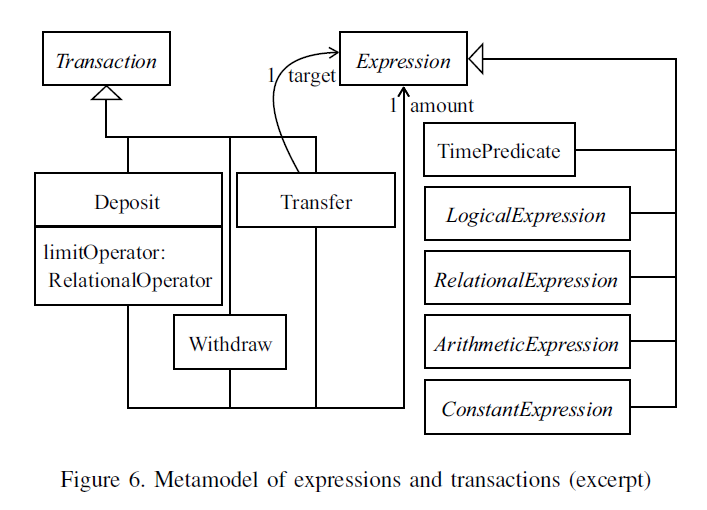 Transaction
Expression
1 target
1 amount
TimePredicate
Deposit
Transfer
LogicalExpression
limitOperator:
RelationalOperator
RelationalExpression
Withdraw
ArithmeticExpression
ConstantExpression
Figure 6. Metamodel of expressions and transactions (excerpt)